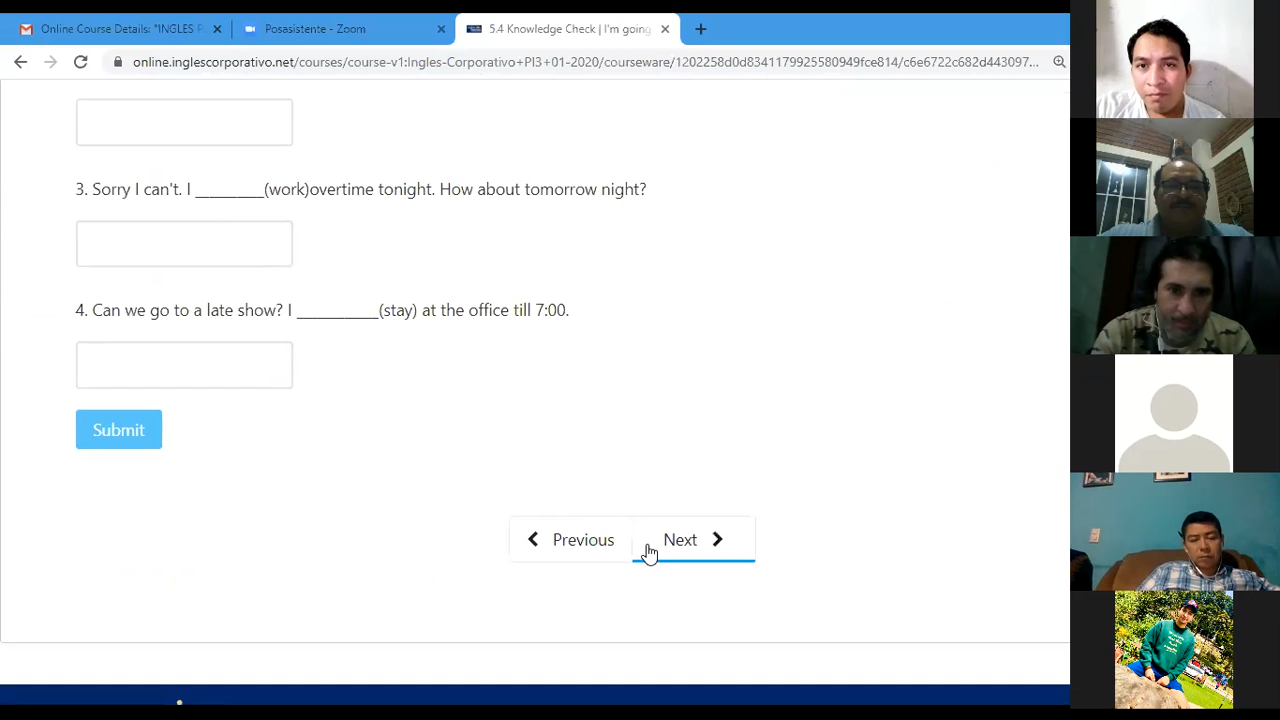 Online Course Details: "INGLES P
Posasistente - Zoom
5.4 Knowledge Check | I'm going
online.inglescorporativo.net/courses/course-v1:Ingles-Corporativo+PI3+01-2020/courseware/1202258d0d8341179925580949fce814/c6e6722c682d443097...
3. Sorry I can't. I _________(work)overtime tonight. How about tomorrow night?
4. Can we go to a late show? I ___________(stay) at the office till 7:00.
Submit
Previous
Next